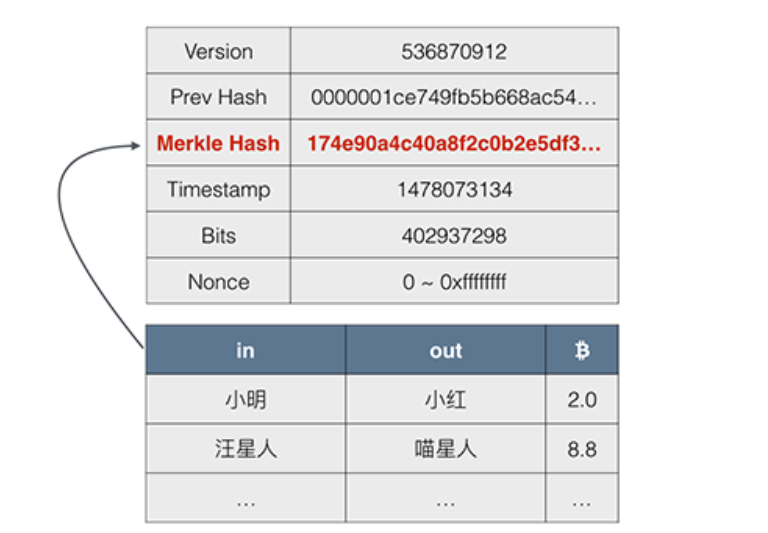 Version 536870912
Prev Hash 0000001ce749fb5b668ac54...
Merkle Hash 174e90a4c40a8f2c0b2e5df3...
Timestamp 1478073134
Bits 402937298
Nonce 0 ~ 0xffffffff
in out ₿
小明 小红 2.0
汪星人 喵星人 8.8
... ... ...